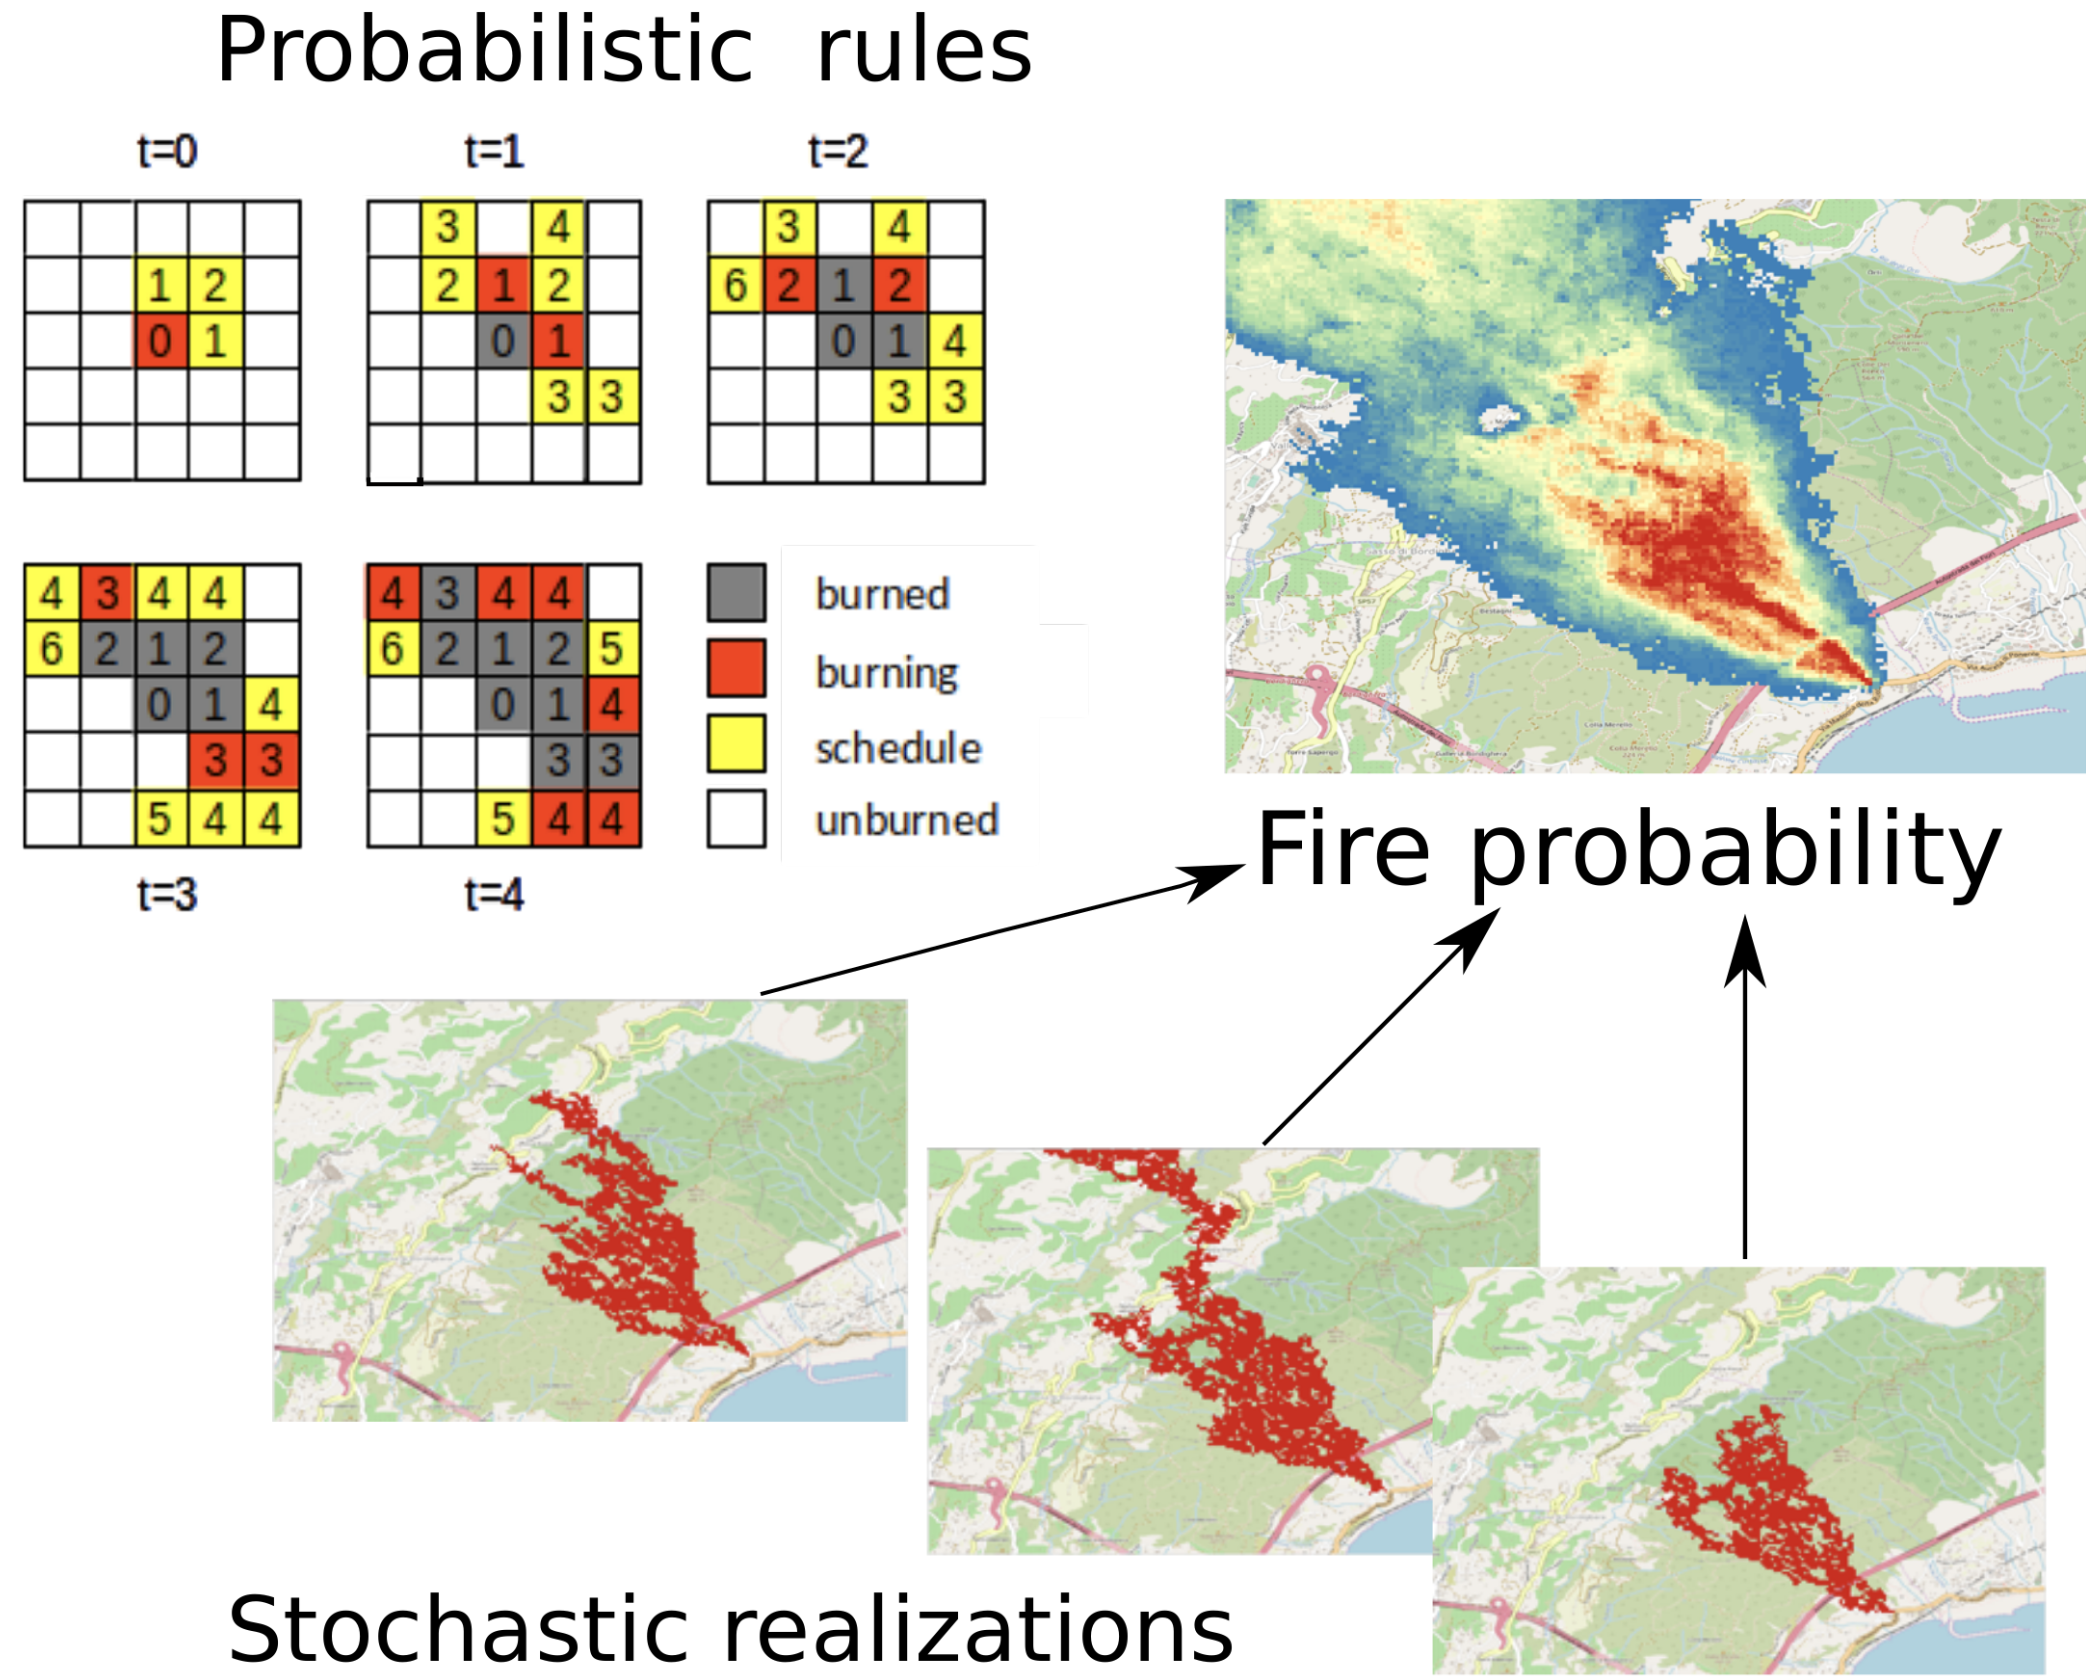 Probabilistic rules
t=0
t=1
t=2
1 2
0 1
3 4
2 1 2
0 1
3 3
3 4
6 2 1 2
0 1 4
3 3
4 3 4 4
6 2 1 2
0 1 4
3 3
5 4 4
4 3 4 4
6 2 1 2 5
0 1 4
3 3
5 4 4
burned
burning
schedule
unburned
t=3
t=4
Fire probability
Stochastic realizations